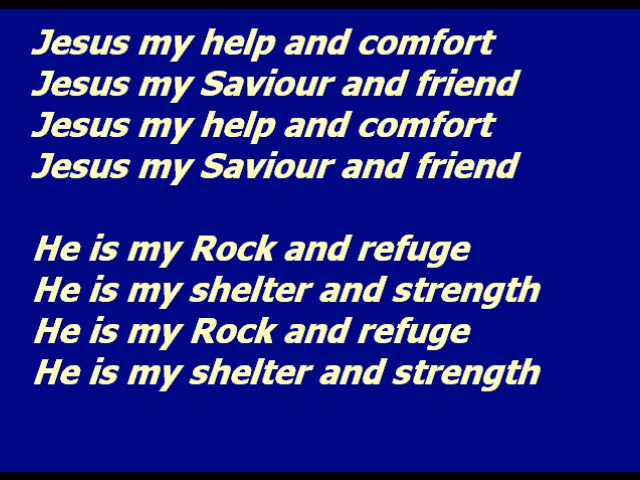 Jesus my help and comfort
Jesus my Saviour and friend
Jesus my help and comfort
Jesus my Saviour and friend
He is my Rock and refuge
He is my shelter and strength
He is my Rock and refuge
He is my shelter and strength